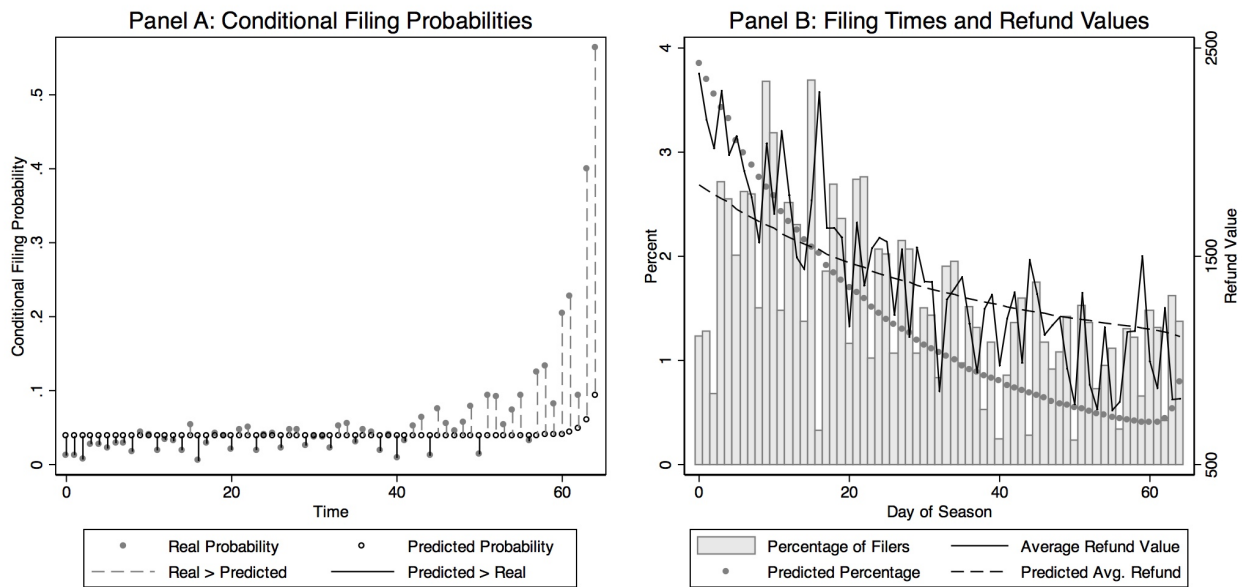 Panel A: Conditional Filing Probabilities
Conditional Filing Probability
.5
.4
.3
.2
.1
0
0
20
40
60
Time
Real Probability
Predicted Probability
Real > Predicted
Predicted > Real
Panel B: Filing Times and Refund Values
Percent
4
3
2
1
0
2500
1500
500
Refund Value
0
20
40
60
Day of Season
Percentage of Filers
Average Refund Value
Predicted Percentage
Predicted Avg. Refund